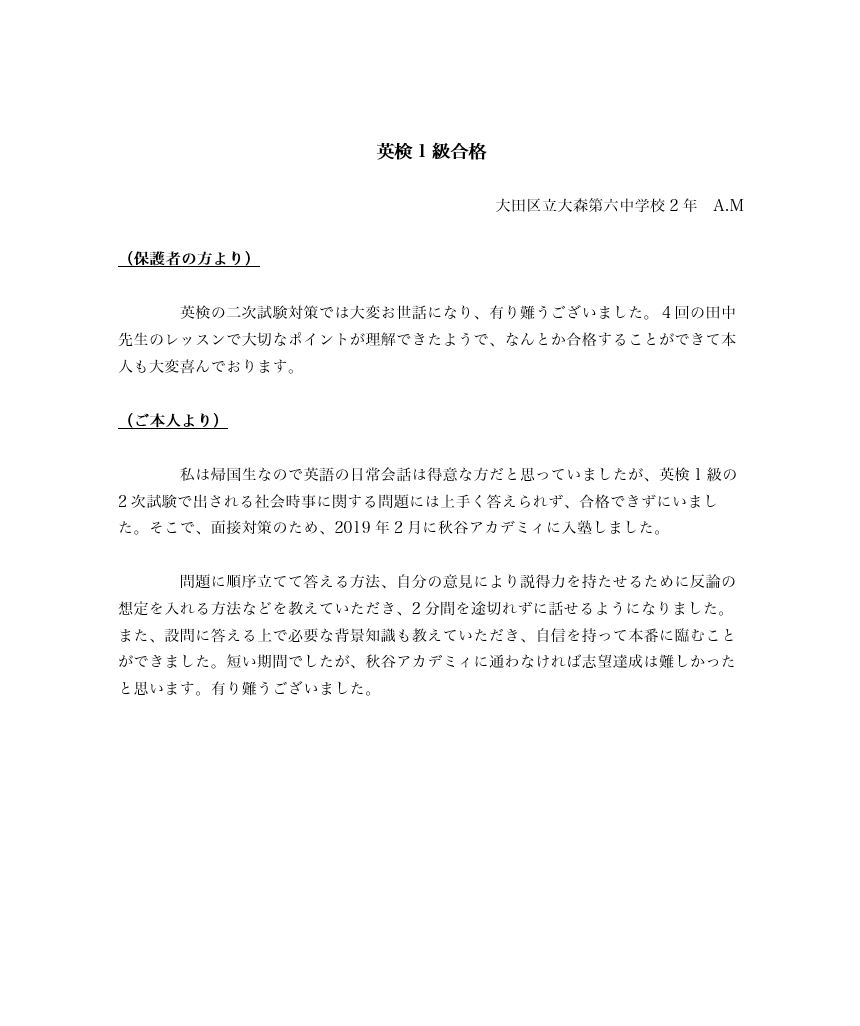 英検1級合格
大田区立大森第六中学校2年　A.M
（保護者の方より）
英検の二次試験対策では大変お世話になり、有り難うございました。4回の田中
先生のレッスンで大切なポイントが理解できたようで、なんとか合格することができて本
人も大変喜んでおります。
（ご本人より）
私は帰国生なので英語の日常会話は得意な方だと思っていましたが、英検1級の
2次試験で出される社会時事に関する問題には上手く答えられず、合格できずにいまし
た。そこで、面接対策のため、2019年2月に秋谷アカデミィに入塾しました。
問題に順序立てて答える方法、自分の意見により説得力を持たせるために反論の
想定を入れる方法などを教えていただき、2分間を途切れずに話せるようになりました。
また、設問に答える上で必要な背景知識も教えていただき、自信を持って本番に臨むこと
ができました。短い期間でしたが、秋谷アカデミィに通わなければ志望達成は難しかった
と思います。有り難うございました。